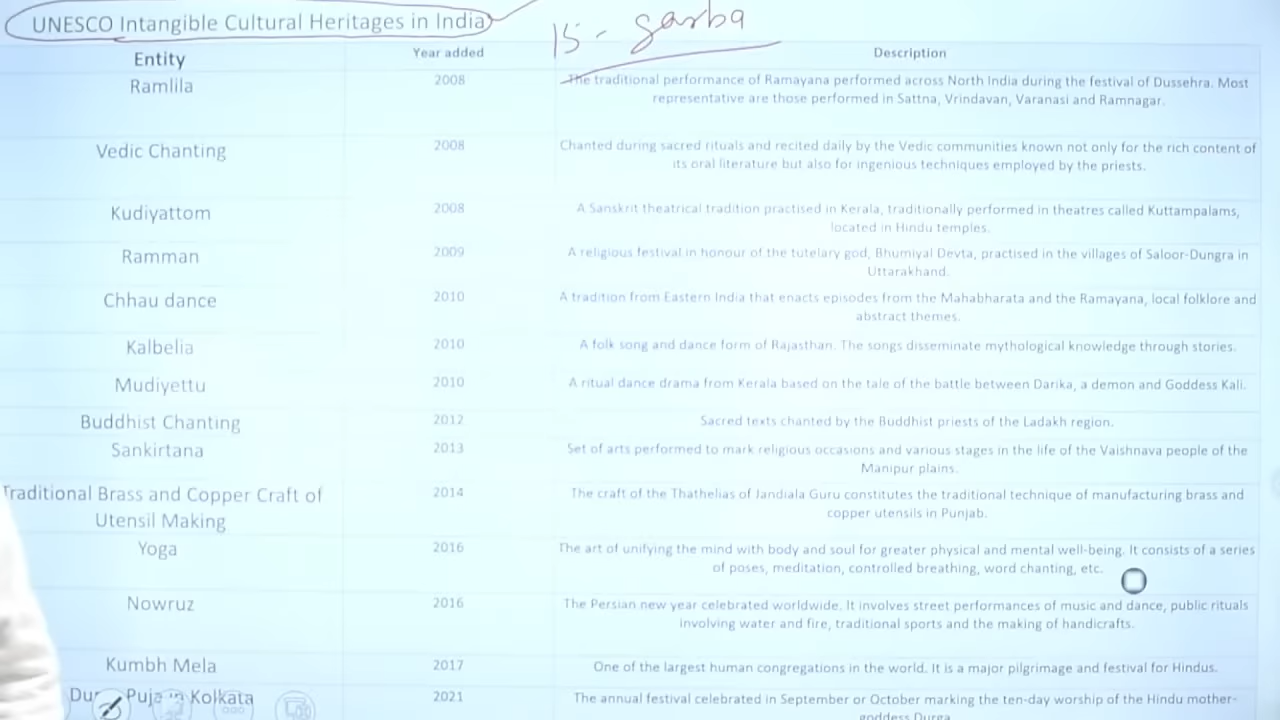 UNESCO Intangible Cultural Heritages in India
15 - garba
Entity Year added Description
Ramlila 2008 The traditional performance of Ramayana performed across North India during the festival of Dussehra. Most
representative are those performed in Sattna, Vrindavan, Varanasi and Ramnagar.
Vedic Chanting 2008 Chanted during sacred rituals and recited daily by the Vedic communities known not only for the rich content of
its oral literature but also for ingenious techniques employed by the priests.
Kudiyattom 2008 A Sanskrit theatrical tradition practised in Kerala, traditionally performed in theatres called Kuttampalams,
located in Hindu temples.
Ramman 2009 A religious festival in honour of the tutelary god, Bhumiyal Devta, practised in the villages of Saloor-Dungra in
Uttarakhand.
Chhau dance 2010 A tradition from Eastern India that enacts episodes from the Mahabharata and the Ramayana, local folklore and
abstract themes.
Kalbelia 2010 A folk song and dance form of Rajasthan. The songs disseminate mythological knowledge through stories.
Mudiyettu 2010 A ritual dance drama from Kerala based on the tale of the battle between Darika, a demon and Goddess Kali.
Buddhist Chanting 2012 Sacred texts chanted by the Buddhist priests of the Ladakh region.
Sankirtana 2013 Set of arts performed to mark religious occasions and various stages in the life of the Vaishnava people of the
Manipur plains.
Traditional Brass and Copper Craft of 2014 The craft of the Thathelias of Jandiala Guru constitutes the traditional technique of manufacturing brass and
Utensil Making copper utensils in Punjab.
Yoga 2016 The art of unifying the mind with body and soul for greater physical and mental well-being. It consists of a series
of poses, meditation, controlled breathing, word chanting, etc.
Nowruz 2016 The Persian new year celebrated worldwide. It involves street performances of music and dance, public rituals
involving water and fire, traditional sports and the making of handicrafts.
Kumbh Mela 2017 One of the largest human congregations in the world. It is a major pilgrimage and festival for Hindus.
Puja in Kolkata 2021 The annual festival celebrated in September or October marking the ten-day worship of the Hindu mother-
goddess Durga